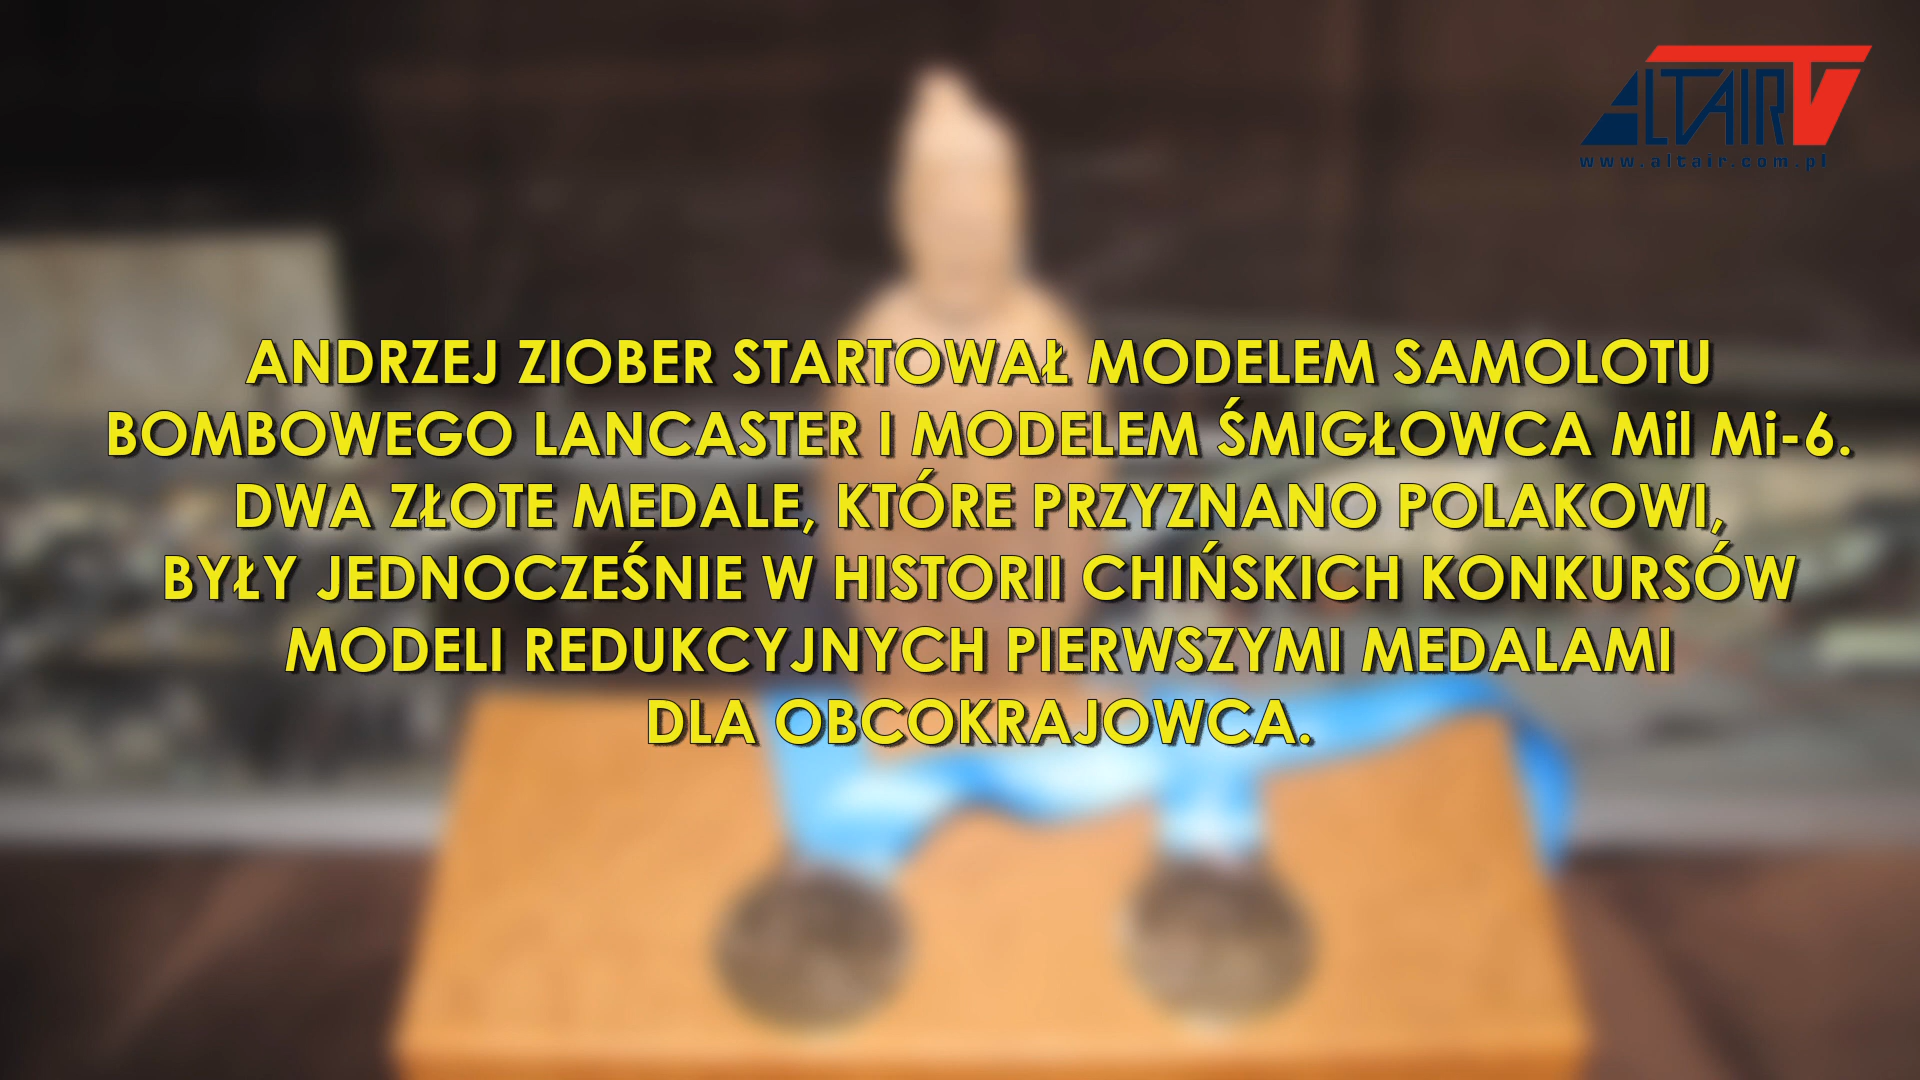 ALTAIR TV
www.altair.com.pl
ANDRZEJ ZIOBER STARTOWAŁ MODELEM SAMOLOTU
BOMBOWEGO LANCASTER I MODELEM ŚMIGŁOWCA Mil Mi-6.
DWA ZŁOTE MEDALE, KTÓRE PRZYZNANO POLAKOWI,
BYŁY JEDNOCZEŚNIE W HISTORII CHIŃSKICH KONKURSÓW
MODELI REDUKCYJNYCH PIERWSZYMI MEDALAMI
DLA OBCOKRAJOWCA.